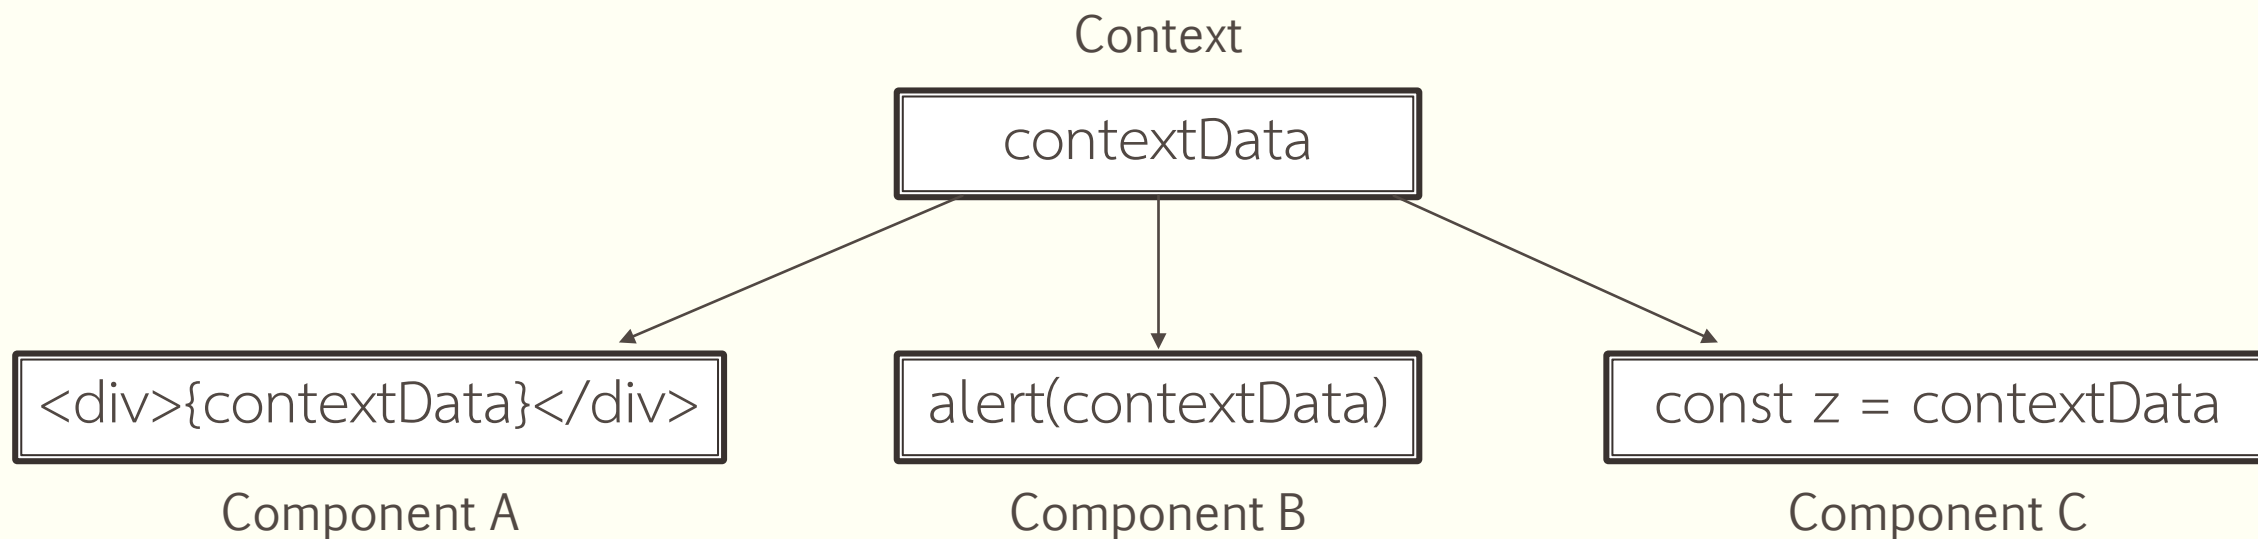 Context
contextData
<div>{contextData}</div>
alert(contextData)
const z = contextData
Component A
Component B
Component C